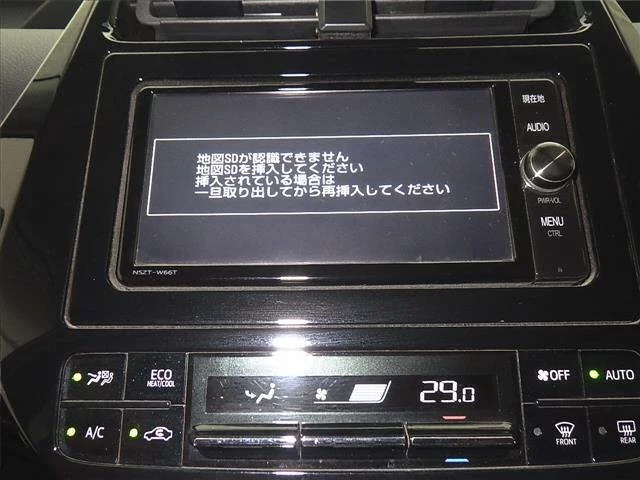 現在地
AUDIO
地図SDが認識できません
地図SDを挿入してください
挿入されている場合は
一旦取り出してから再挿入してください
PWR・VOL
MENU
CTRL
NSZT-W66T
ECO
HEAT/COOL
29.0
OFF
AUTO
A/C
FRONT
REAR